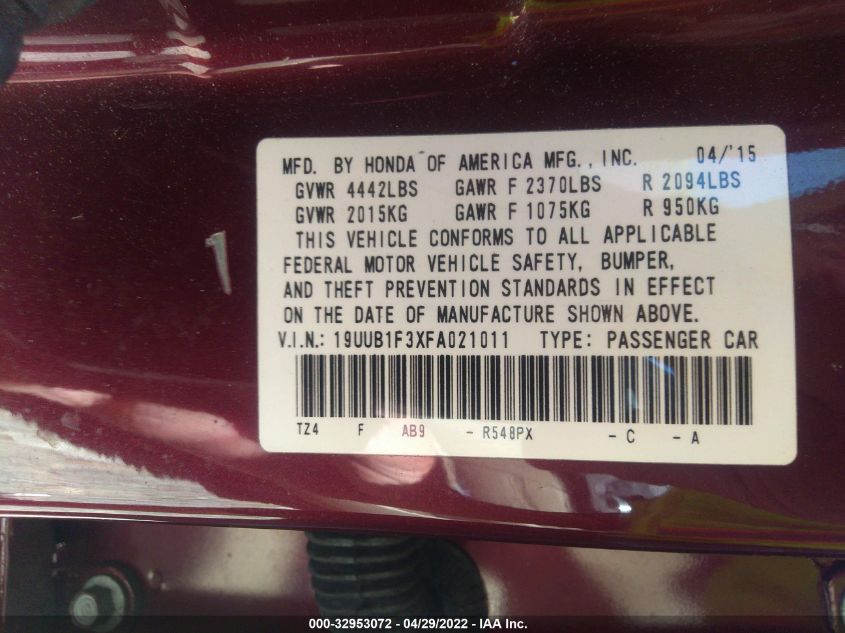 MFD. BY HONDA OF AMERICA MFG., INC. 04/'15
GVWR 4442LBS GAWR F 2370LBS R 2094LBS
GVWR 2015KG GAWR F 1075KG R 950KG
THIS VEHICLE CONFORMS TO ALL APPLICABLE
FEDERAL MOTOR VEHICLE SAFETY, BUMPER,
AND THEFT PREVENTION STANDARDS IN EFFECT
ON THE DATE OF MANUFACTURE SHOWN ABOVE.
V.I.N.: 19UUB1F3XFA021011 TYPE: PASSENGER CAR
TZ4 F AB9 - R548PX - C - A
000-32953072 - 04/29/2022 - IAA Inc.